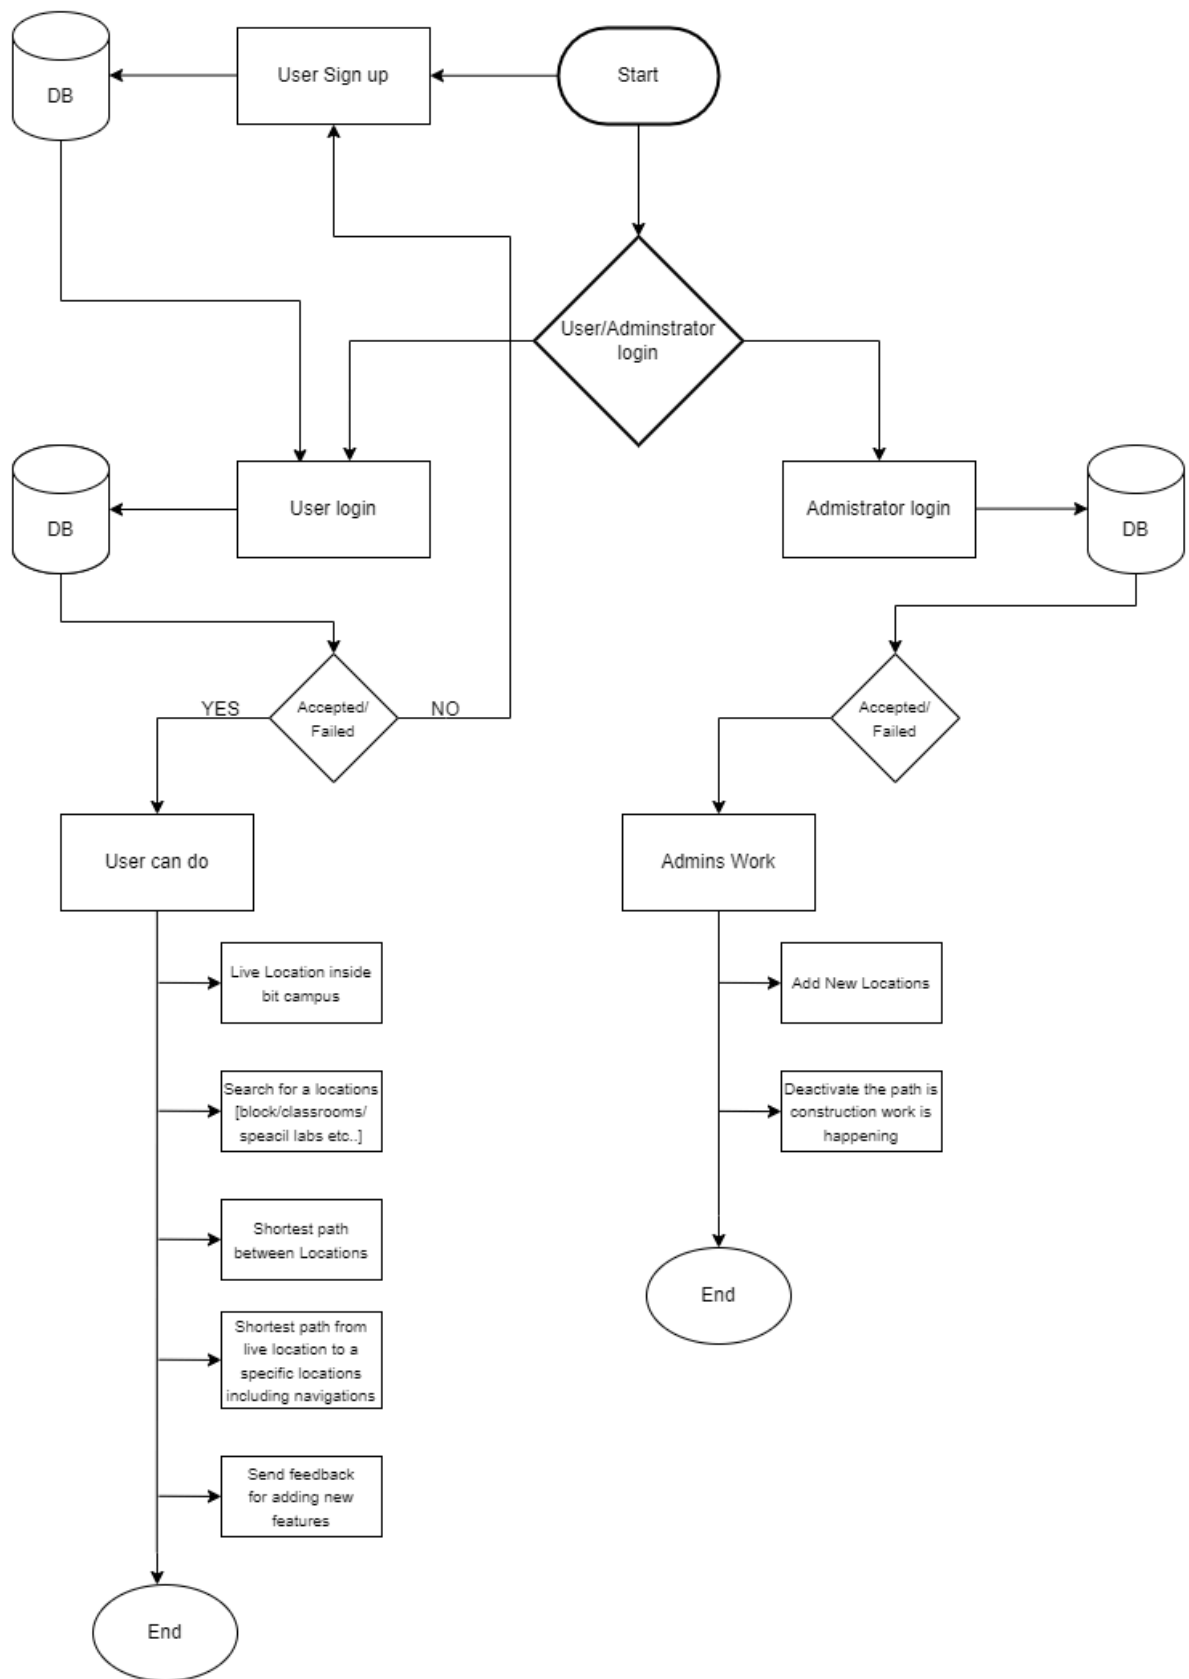 DB
User Sign up
Start
User/Adminstrator
login
DB
User login
Admistrator login
DB
YES
Accepted/
Failed
NO
Accepted/
Failed
User can do
Admins Work
Live Location inside
bit campus
Add New Locations
Search for a locations
[block/classrooms/
speacil labs etc..]
Deactivate the path is
construction work is
happening
Shortest path
between Locations
End
Shortest path from
live location to a
specific locations
including navigations
Send feedback
for adding new
features
End